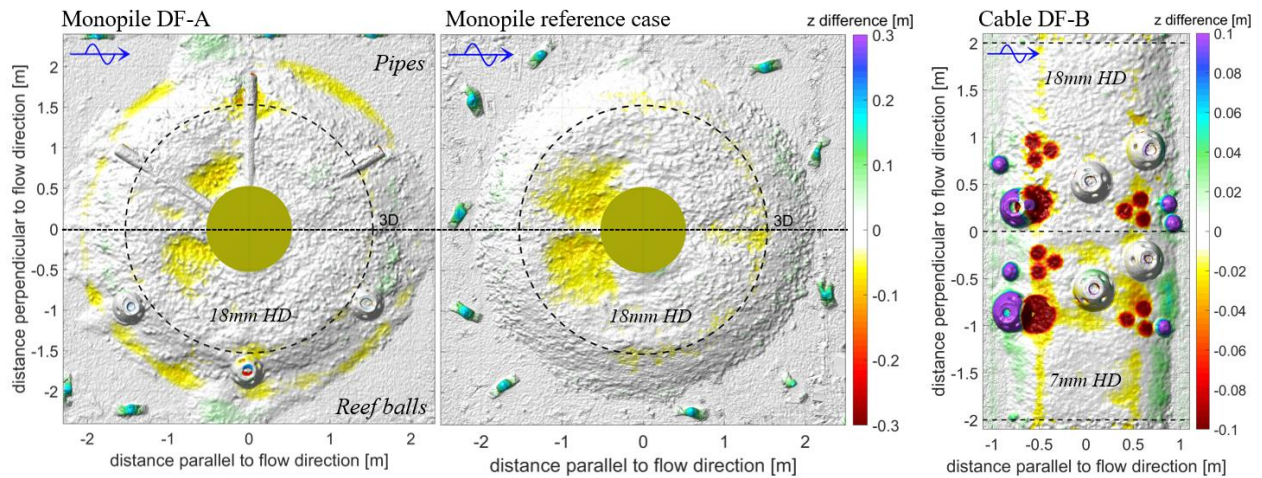 Monopile DF-A
Monopile reference case
Cable DF-B
z difference [m]
z difference [m]
distance perpendicular to flow direction [m]
2
1.5
1
0.5
0
-0.5
-1
-1.5
-2
Pipes
3D
18mm HD
Reef balls
-2
-1
0
1
2
distance parallel to flow direction [m]
3D
18mm HD
-2
-1
0
1
2
distance parallel to flow direction [m]
0.3
0.2
0.1
0
-0.1
-0.2
-0.3
distance perpendicular to flow direction [m]
2
1.5
1
0.5
0
-0.5
-1
-1.5
-2
18mm HD
7mm HD
-1
-0.5
0
0.5
1
distance parallel to flow direction [m]
0.1
0.08
0.06
0.04
0.02
0
-0.02
-0.04
-0.06
-0.08
-0.1